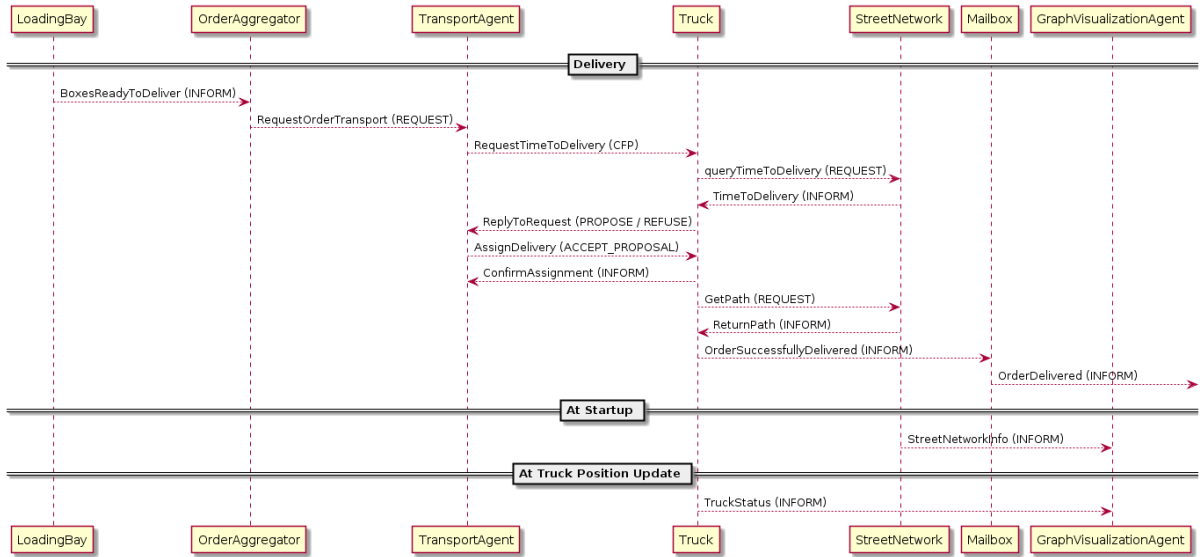 LoadingBay OrderAggregator TransportAgent Truck StreetNetwork Mailbox GraphVisualizationAgent
Delivery
BoxesReadyToDeliver (INFORM)
RequestOrderTransport (REQUEST)
RequestTimeToDelivery (CFP)
queryTimeToDelivery (REQUEST)
TimeToDelivery (INFORM)
ReplyToRequest (PROPOSE / REFUSE)
AssignDelivery (ACCEPT_PROPOSAL)
ConfirmAssignment (INFORM)
GetPath (REQUEST)
ReturnPath (INFORM)
OrderSuccessfullyDelivered (INFORM)
OrderDelivered (INFORM)
At Startup
StreetNetworkInfo (INFORM)
At Truck Position Update
TruckStatus (INFORM)
LoadingBay OrderAggregator TransportAgent Truck StreetNetwork Mailbox GraphVisualizationAgent